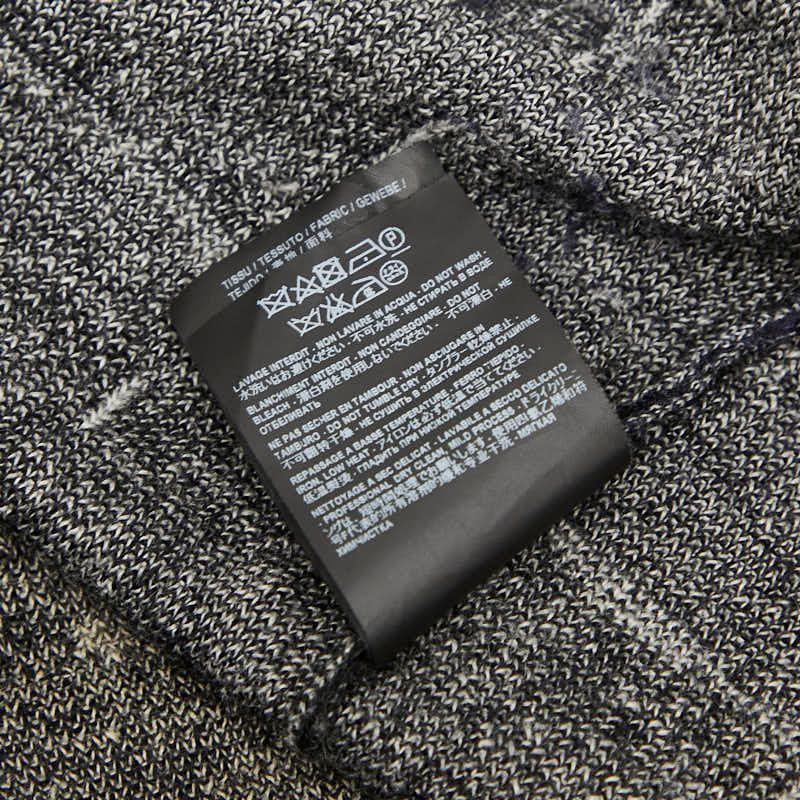 TISSU / TESSUTO / FABRIC / GEWEBE /
TEJIDO / 表地 / 面料
LAVAGE INTERDIT - NON LAVARE IN ACQUA - DO NOT WASH -
水洗いはお避けください - 不可水洗 - НЕ СТИРАТЬ В ВОДЕ
BLANCHIMENT INTERDIT - NON CANDEGGIARE - DO NOT
BLEACH - 漂白剤を使用しないでください - 不可漂白 - НЕ
ОТБЕЛИВАТЬ
NE PAS SECHER EN TAMBOUR - NON ASCIUGARE IN
TAMBURO - DO NOT TUMBLE DRY - タンブラー乾燥禁止 -
不可翻转干燥 - НЕ СУШИТЬ В ЭЛЕКТРИЧЕСКОЙ СУШИЛКЕ
REPASSAGE A BASSE TEMPERATURE - FERRO TIEPIDO -
IRON, LOW HEAT - アイロンは必ず低温で当ててください -
低温熨烫 - ГЛАДИТЬ ПРИ НИЗКОЙ ТЕМПЕРАТУРЕ
NETTOYAGE A SEC DELICAT - LAVABILE A SECCO DELICATO
- PROFESSIONAL DRY CLEAN, MILD PROCESS - ドライクリー
ХИМЧИСТКА